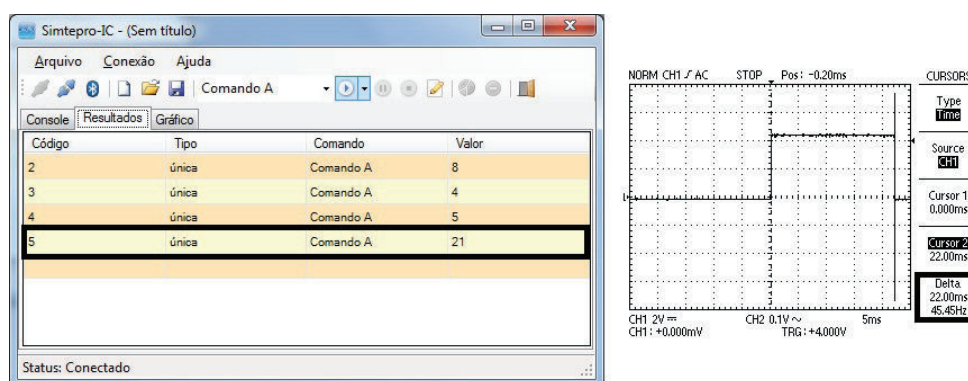 Simtepro-IC - (Sem título)
Arquivo Conexão Ajuda
Comando A
Console Resultados Gráfico
Código Tipo Comando Valor
2 única Comando A 8
3 única Comando A 4
4 única Comando A 5
5 única Comando A 21
Status: Conectado
NORM CH1 AC STOP Pos: -0.20ms CURSORS
Type
Time
Source
CH1
Cursor 1
0.000ms
Cursor 2
22.00ms
Delta
22.00ms
45.45Hz
CH1 2V CH2 0.1V~ 5ms
CH1: +0.000mV TRG: +4.000V